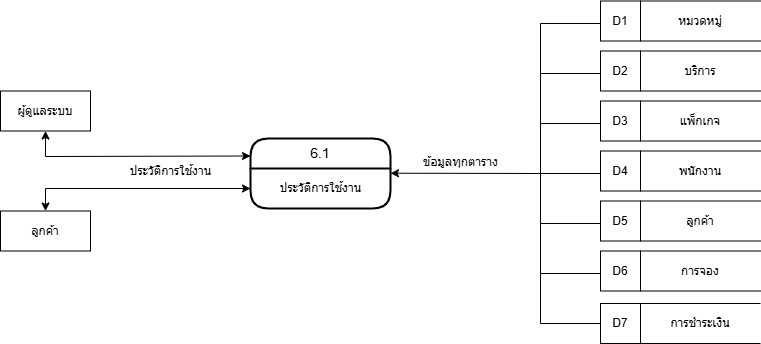 D1 หมวดหมู่
D2 บริการ
ผู้ดูแลระบบ
D3 แพ็กเกจ
6.1
ประวัติการใช้งาน
ข้อมูลทุกตาราง
D4 พนักงาน
ประวัติการใช้งาน
ลูกค้า
D5 ลูกค้า
D6 การจอง
D7 การชำระเงิน